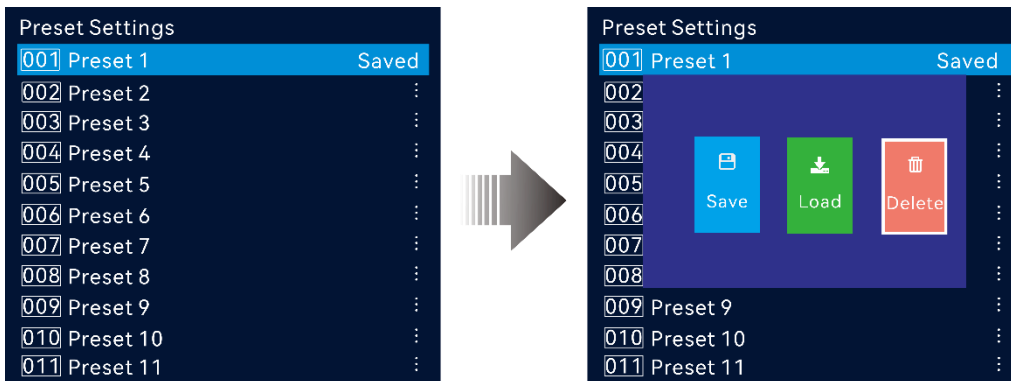 Preset Settings
001 Preset 1 Saved
002 Preset 2 ⋮
003 Preset 3 ⋮
004 Preset 4 ⋮
005 Preset 5 ⋮
006 Preset 6 ⋮
007 Preset 7 ⋮
008 Preset 8 ⋮
009 Preset 9 ⋮
010 Preset 10 ⋮
011 Preset 11 ⋮
Preset Settings
001 Preset 1 Saved
002 ⋮
003 ⋮
004 ⋮
005 ⋮
006 ⋮
007 ⋮
008 ⋮
Save Load Delete
009 Preset 9 ⋮
010 Preset 10 ⋮
011 Preset 11 ⋮